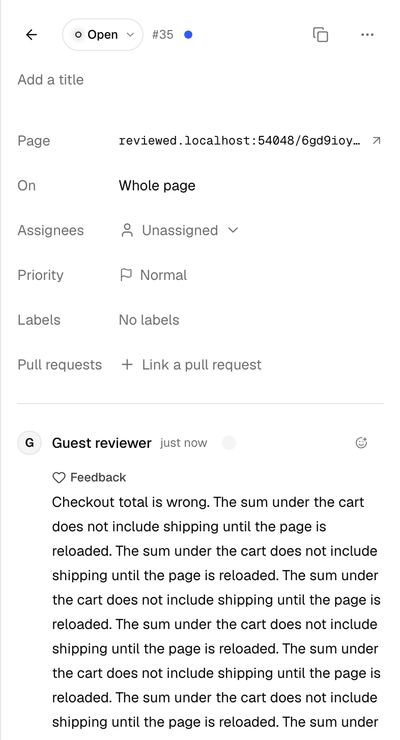 Open
#35
Add a title
Page
reviewed.localhost:54048/6gd9ioy…
On
Whole page
Assignees
Unassigned
Priority
Normal
Labels
No labels
Pull requests
Link a pull request
G
Guest reviewer just now
Feedback
Checkout total is wrong. The sum under the cart
does not include shipping until the page is
reloaded. The sum under the cart does not include
shipping until the page is reloaded. The sum under
the cart does not include shipping until the page is
reloaded. The sum under the cart does not include
shipping until the page is reloaded. The sum under
the cart does not include shipping until the page is
reloaded. The sum under the cart does not include
shipping until the page is reloaded. The sum under